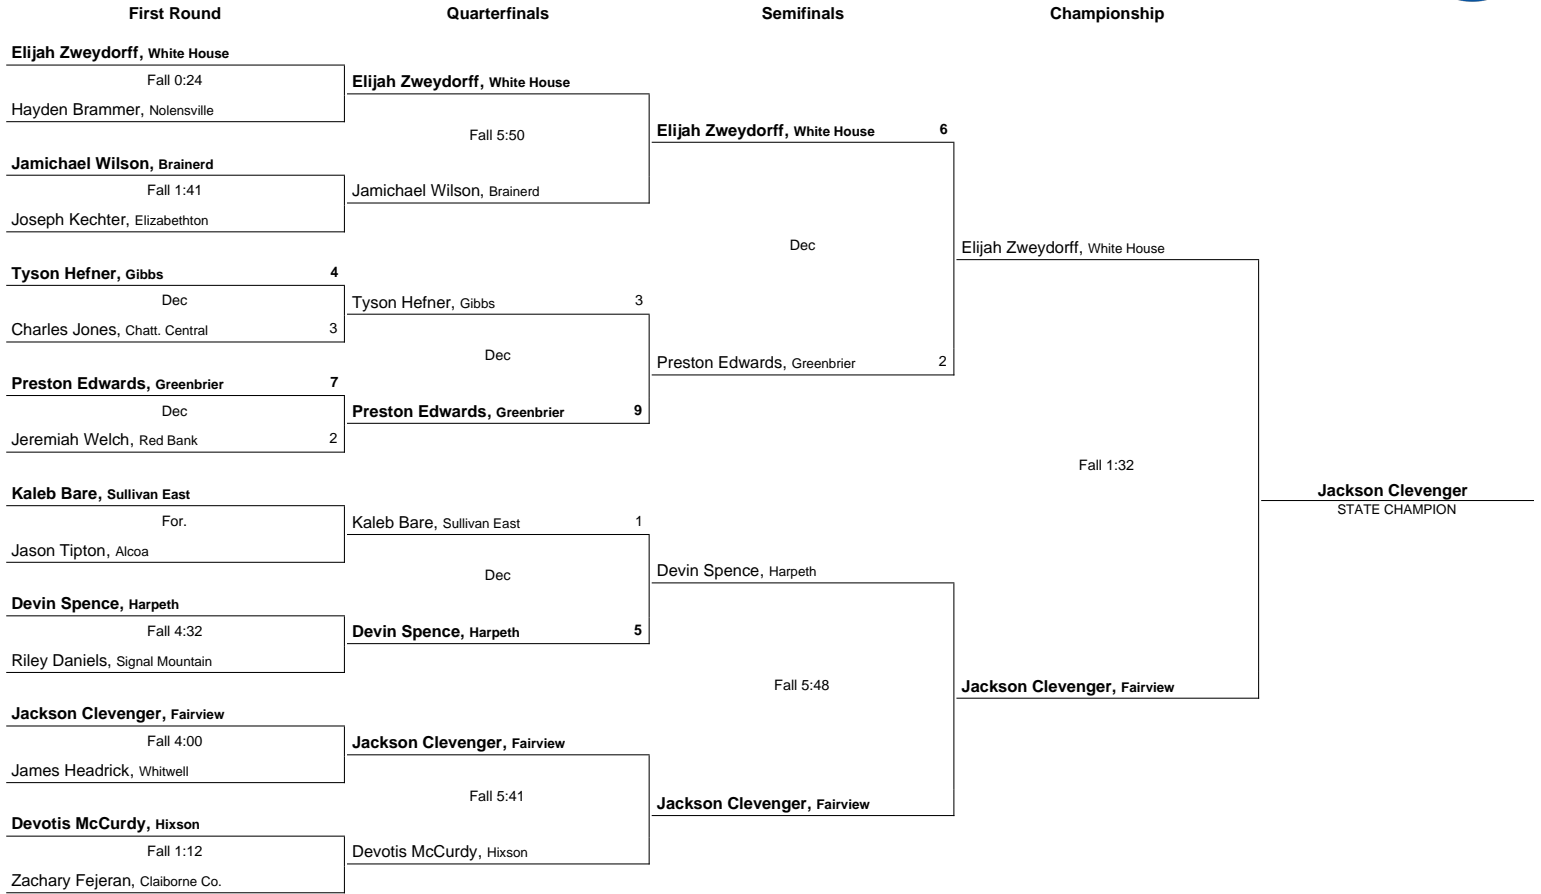 First Round
Quarterfinals
Semifinals
Championship
Elijah Zweydorff, White House
Fall 0:24
Hayden Brammer, Nolensville
Jamichael Wilson, Brainerd
Fall 1:41
Joseph Kechter, Elizabethton
Tyson Hefner, Gibbs 4
Dec
Charles Jones, Chatt. Central 3
Preston Edwards, Greenbrier 7
Dec
Jeremiah Welch, Red Bank 2
Kaleb Bare, Sullivan East
For.
Jason Tipton, Alcoa
Devin Spence, Harpeth
Fall 4:32
Riley Daniels, Signal Mountain
Jackson Clevenger, Fairview
Fall 4:00
James Headrick, Whitwell
Devotis McCurdy, Hixson
Fall 1:12
Zachary Fejeran, Claiborne Co.
Elijah Zweydorff, White House
Fall 5:50
Jamichael Wilson, Brainerd
Tyson Hefner, Gibbs 3
Dec
Preston Edwards, Greenbrier 9
Kaleb Bare, Sullivan East 1
Dec
Devin Spence, Harpeth 5
Jackson Clevenger, Fairview
Fall 5:41
Devotis McCurdy, Hixson
Elijah Zweydorff, White House 6
Dec
Preston Edwards, Greenbrier 2
Devin Spence, Harpeth
Fall 5:48
Jackson Clevenger, Fairview
Elijah Zweydorff, White House
Fall 1:32
Jackson Clevenger, Fairview
Jackson Clevenger
STATE CHAMPION